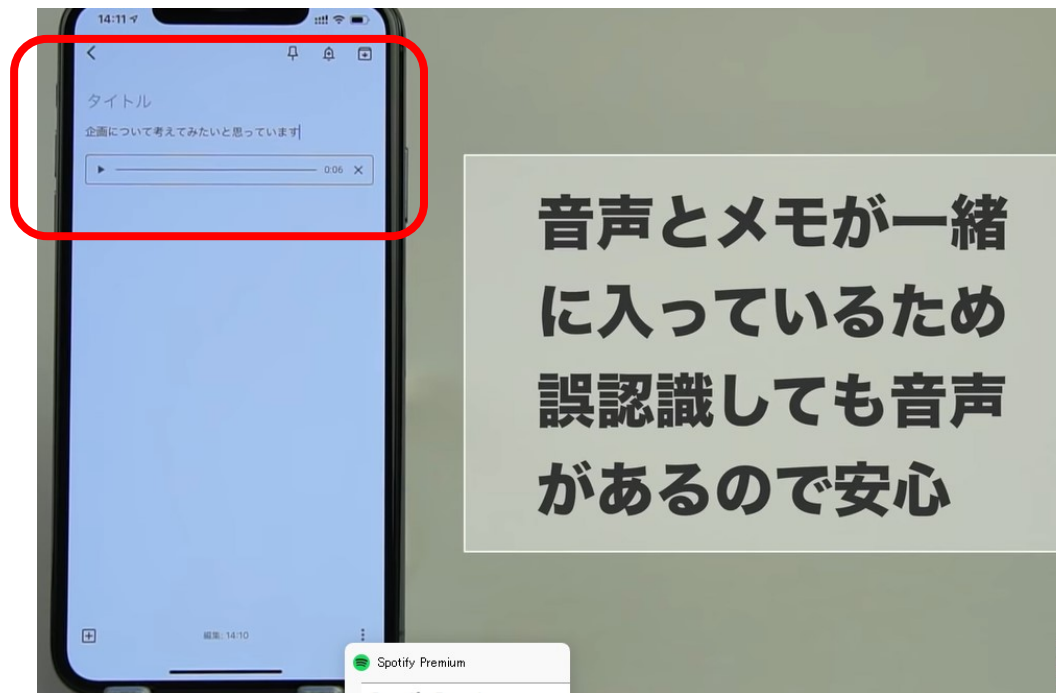 14:11
タイトル
企画について考えてみたいと思っています
0:06
音声とメモが一緒
に入っているため
誤認識しても音声
があるので安心
編集: 14:10
Spotify Premium